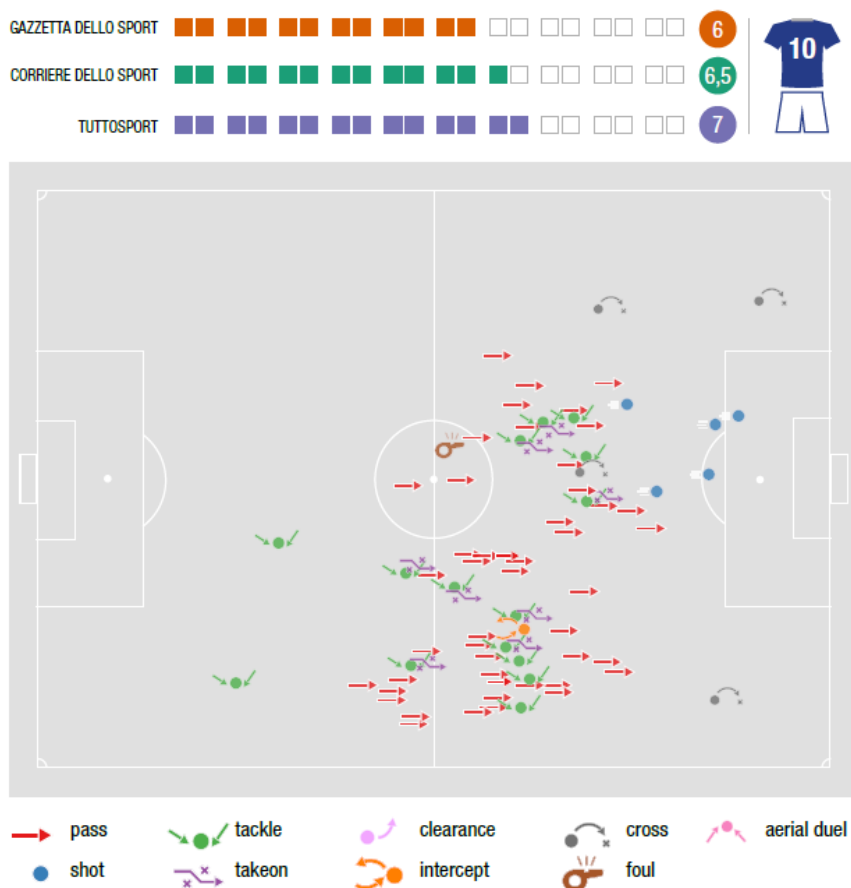 GAZZETTA DELLO SPORT 6
CORRIERE DELLO SPORT 6,5
TUTTOSPORT 7
10
pass tackle clearance cross aerial duel
shot takeon intercept foul